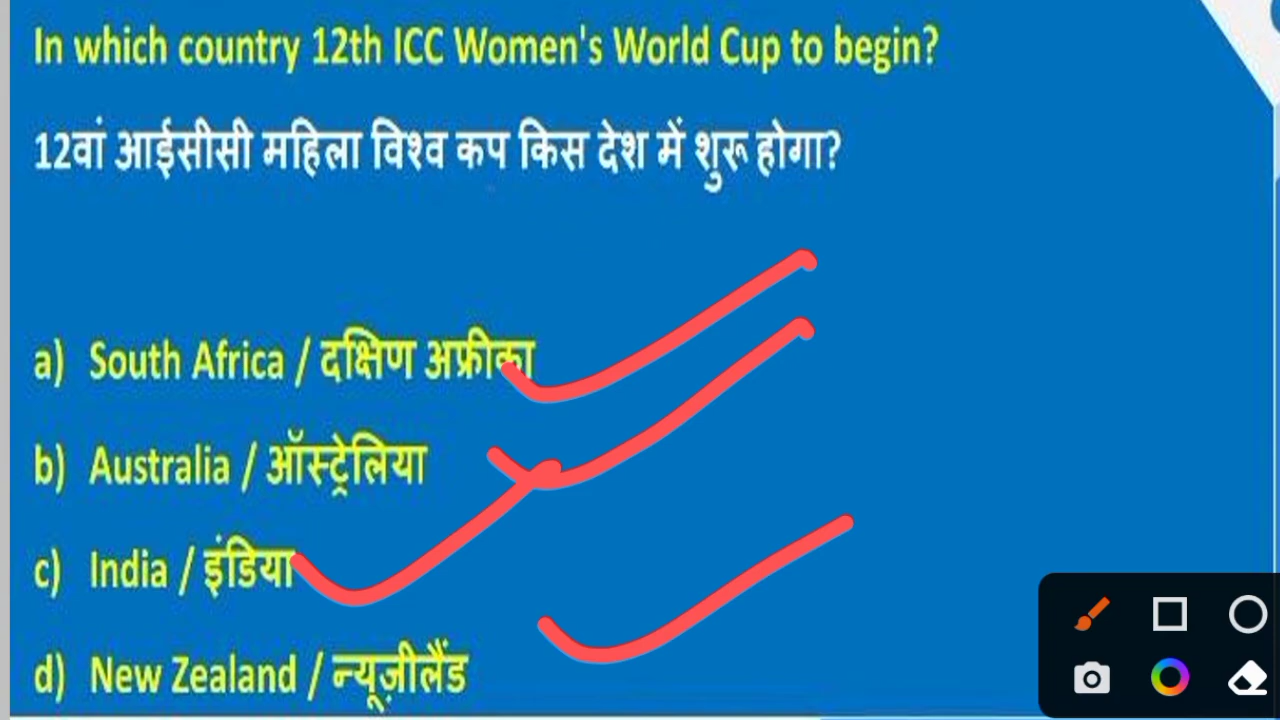 In which country 12th ICC Women's World Cup to begin?
12वां आईसीसी महिला विश्व कप किस देश में शुरू होगा?
a) South Africa / दक्षिण अफ्रीका
b) Australia / ऑस्ट्रेलिया
c) India / इंडिया
d) New Zealand / न्यूज़ीलैंड